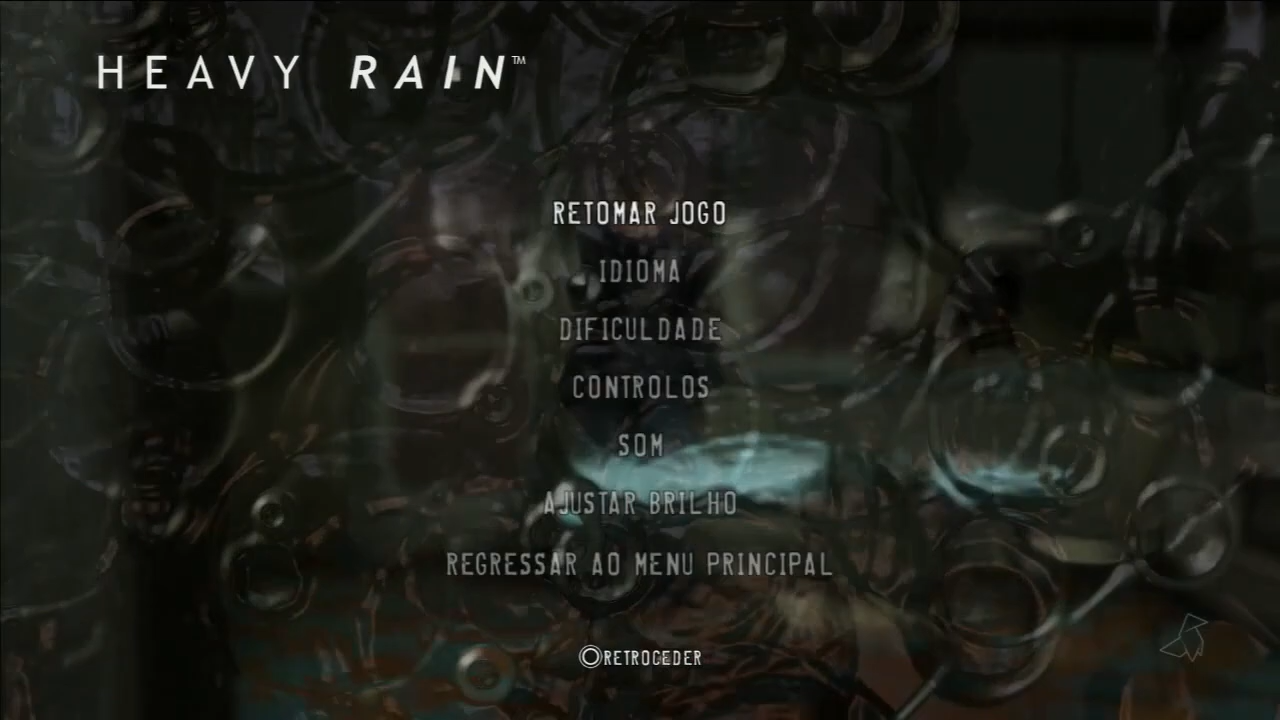 HEAVY RAIN™
RETOMAR JOGO
IDIOMA
DIFICULDADE
CONTROLOS
SOM
AJUSTAR BRILHO
REGRESSAR AO MENU PRINCIPAL
RETROCEDER